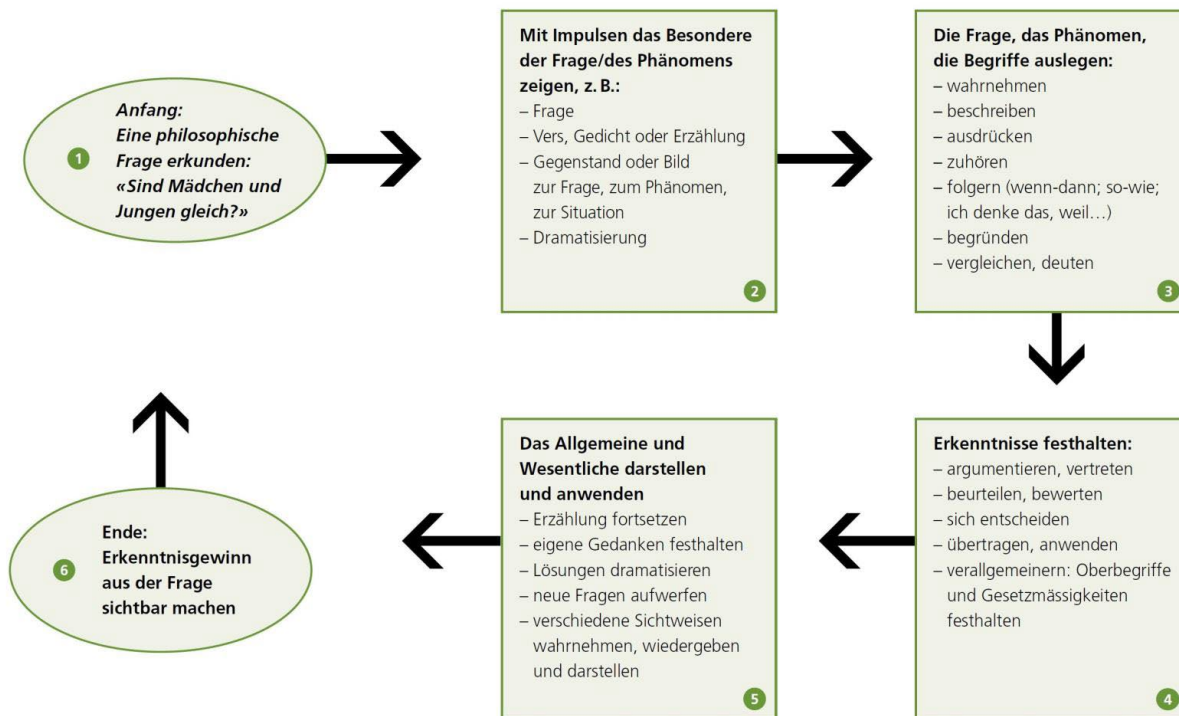 1
Anfang:
Eine philosophische
Frage erkunden:
«Sind Mädchen und
Jungen gleich?»
Mit Impulsen das Besondere
der Frage/des Phänomens
zeigen, z. B.:
– Frage
– Vers, Gedicht oder Erzählung
– Gegenstand oder Bild
zur Frage, zum Phänomen,
zur Situation
– Dramatisierung
2
Die Frage, das Phänomen,
die Begriffe auslegen:
– wahrnehmen
– beschreiben
– ausdrücken
– zuhören
– folgern (wenn-dann; so-wie;
ich denke das, weil…)
– begründen
– vergleichen, deuten
3
Erkenntnisse festhalten:
– argumentieren, vertreten
– beurteilen, bewerten
– sich entscheiden
– übertragen, anwenden
– verallgemeinern: Oberbegriffe
und Gesetzmässigkeiten
festhalten
4
Das Allgemeine und
Wesentliche darstellen
und anwenden
– Erzählung fortsetzen
– eigene Gedanken festhalten
– Lösungen dramatisieren
– neue Fragen aufwerfen
– verschiedene Sichtweisen
wahrnehmen, wiedergeben
und darstellen
5
6
Ende:
Erkenntnisgewinn
aus der Frage
sichtbar machen